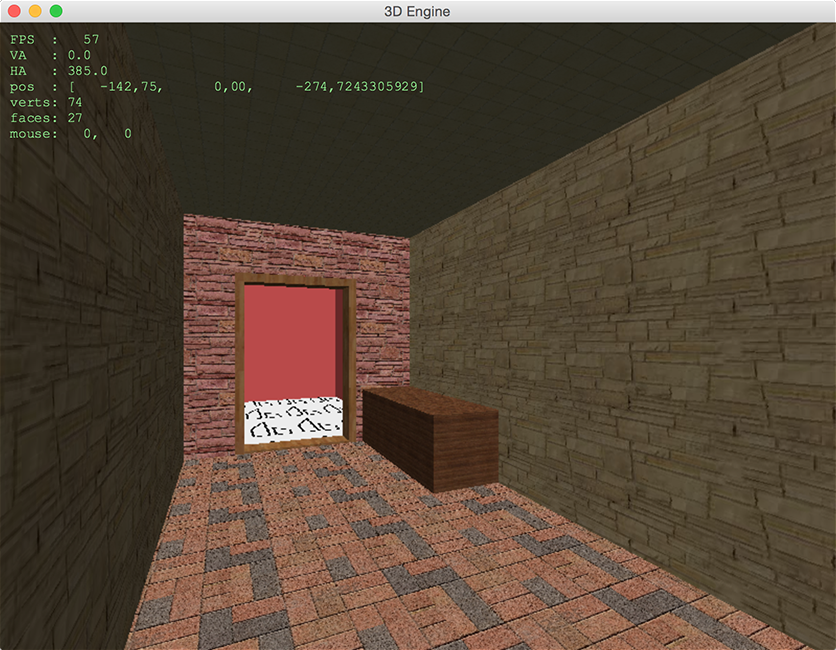 3D Engine
FPS : 57
VA : 0.0
HA : 385.0
pos : [ -142,75, 0,00, -274,7243305929]
verts: 74
faces: 27
mouse: 0, 0